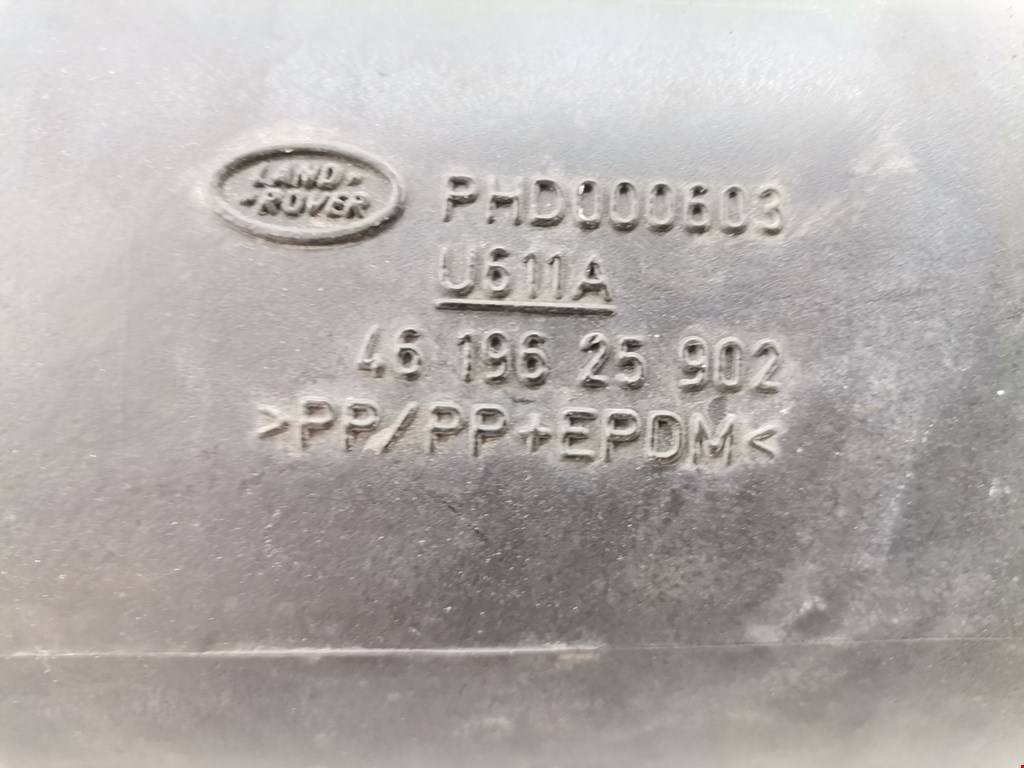 LAND
ROVER
PHD000603
U611A
46 196 25 902
>PP/PP+EPDM<